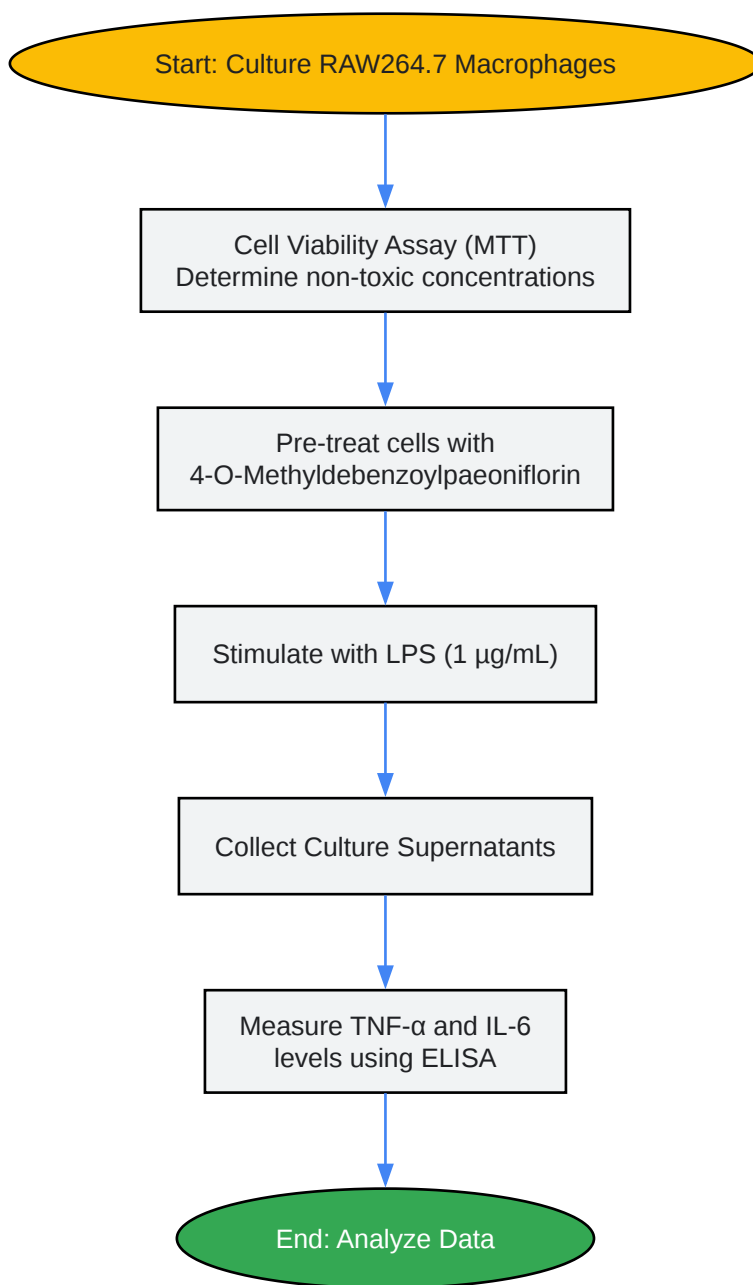 Start: Culture RAW264.7 Macrophages
Cell Viability Assay (MTT)
Determine non-toxic concentrations
Pre-treat cells with
4-O-Methyldebenzoylpaeoniflorin
Stimulate with LPS (1 µg/mL)
Collect Culture Supernatants
Measure TNF-α and IL-6
levels using ELISA
End: Analyze Data